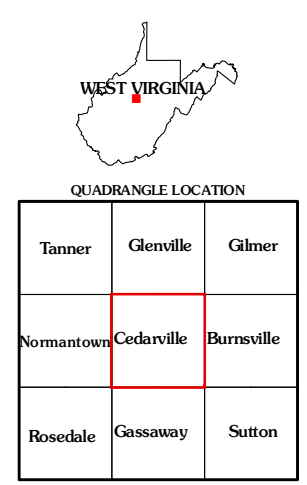 WEST VIRGINIA
QUADRANGLE LOCATION
Tanner Glenville Gilmer
Normantown Cedarville Burnsville
Rosedale Gassaway Sutton